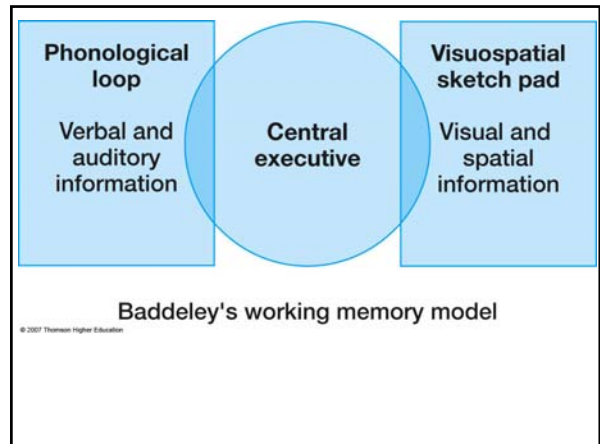 Phonological
loop
Verbal and
auditory
information
Central
executive
Visuospatial
sketch pad
Visual and
spatial
information
Baddeley's working memory model
© 2007 Thomson Higher Education